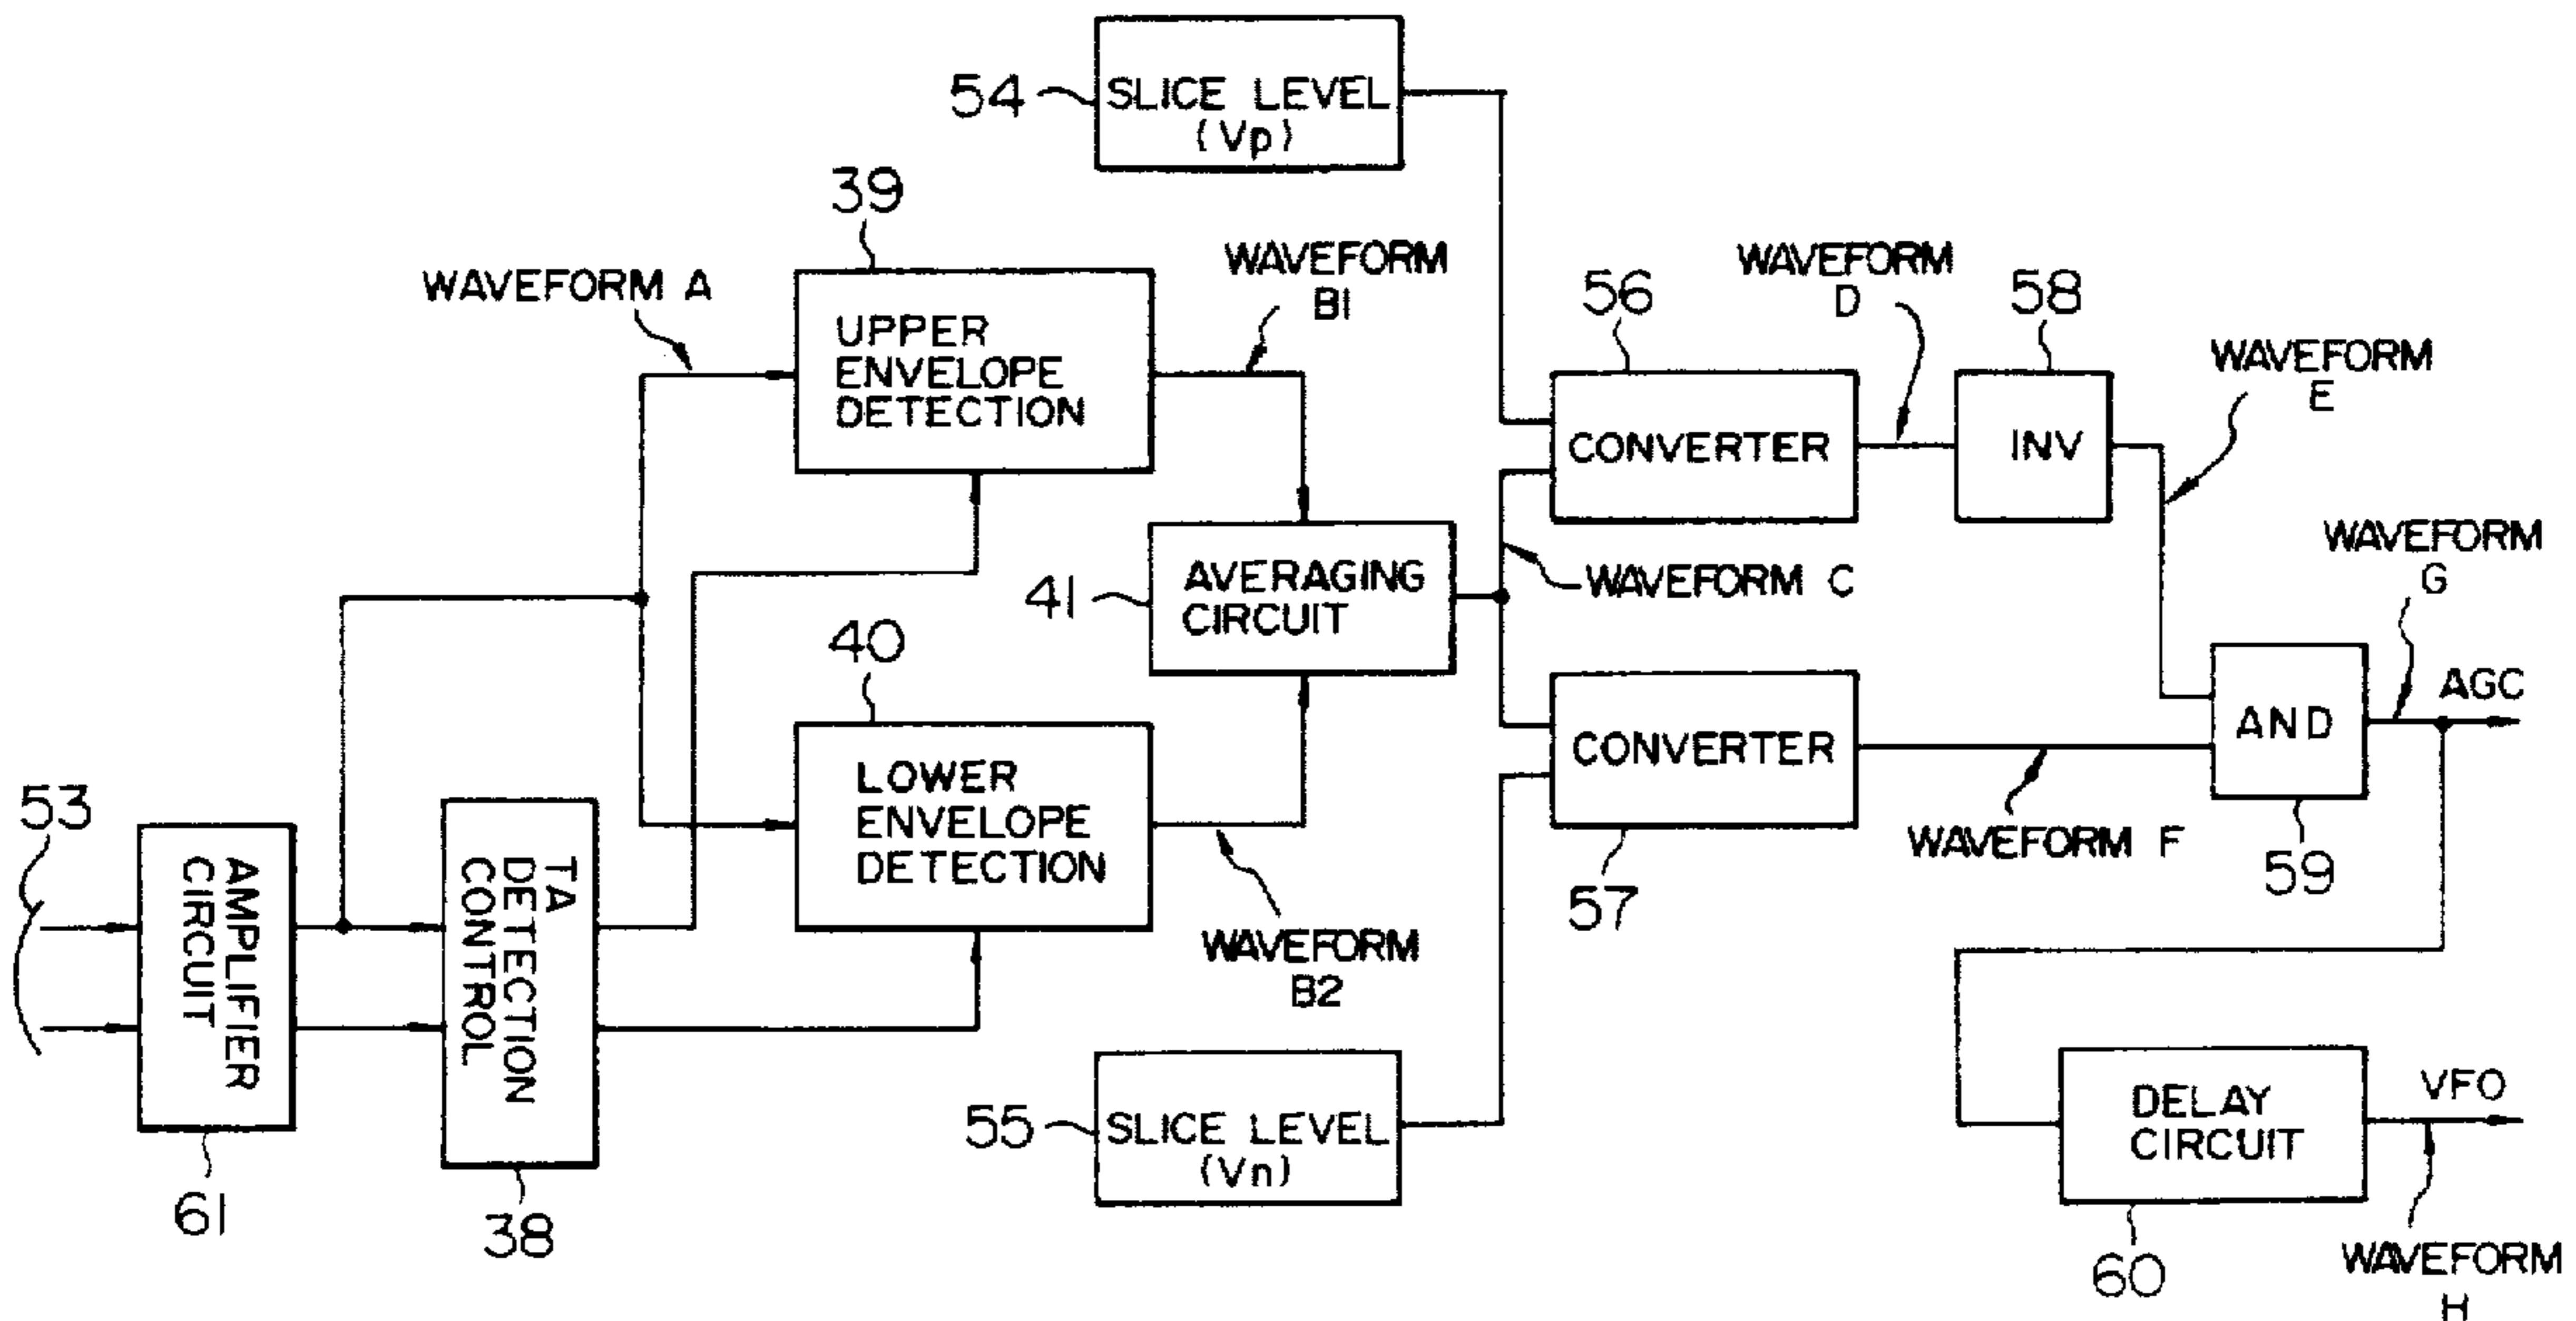 54
SLICE LEVEL
(Vp)
39
WAVEFORM A
UPPER
ENVELOPE
DETECTION
WAVEFORM
B1
56
CONVERTER
WAVEFORM
D
58
INV
WAVEFORM
E
41
AVERAGING
CIRCUIT
WAVEFORM C
WAVEFORM
G
40
LOWER
ENVELOPE
DETECTION
WAVEFORM
B2
CONVERTER
57
WAVEFORM F
AND
59
AGC
53
AMPLIFIER
CIRCUIT
61
TA
DETECTION
CONTROL
38
55
SLICE LEVEL
(Vn)
DELAY
CIRCUIT
60
VFO
WAVEFORM
H